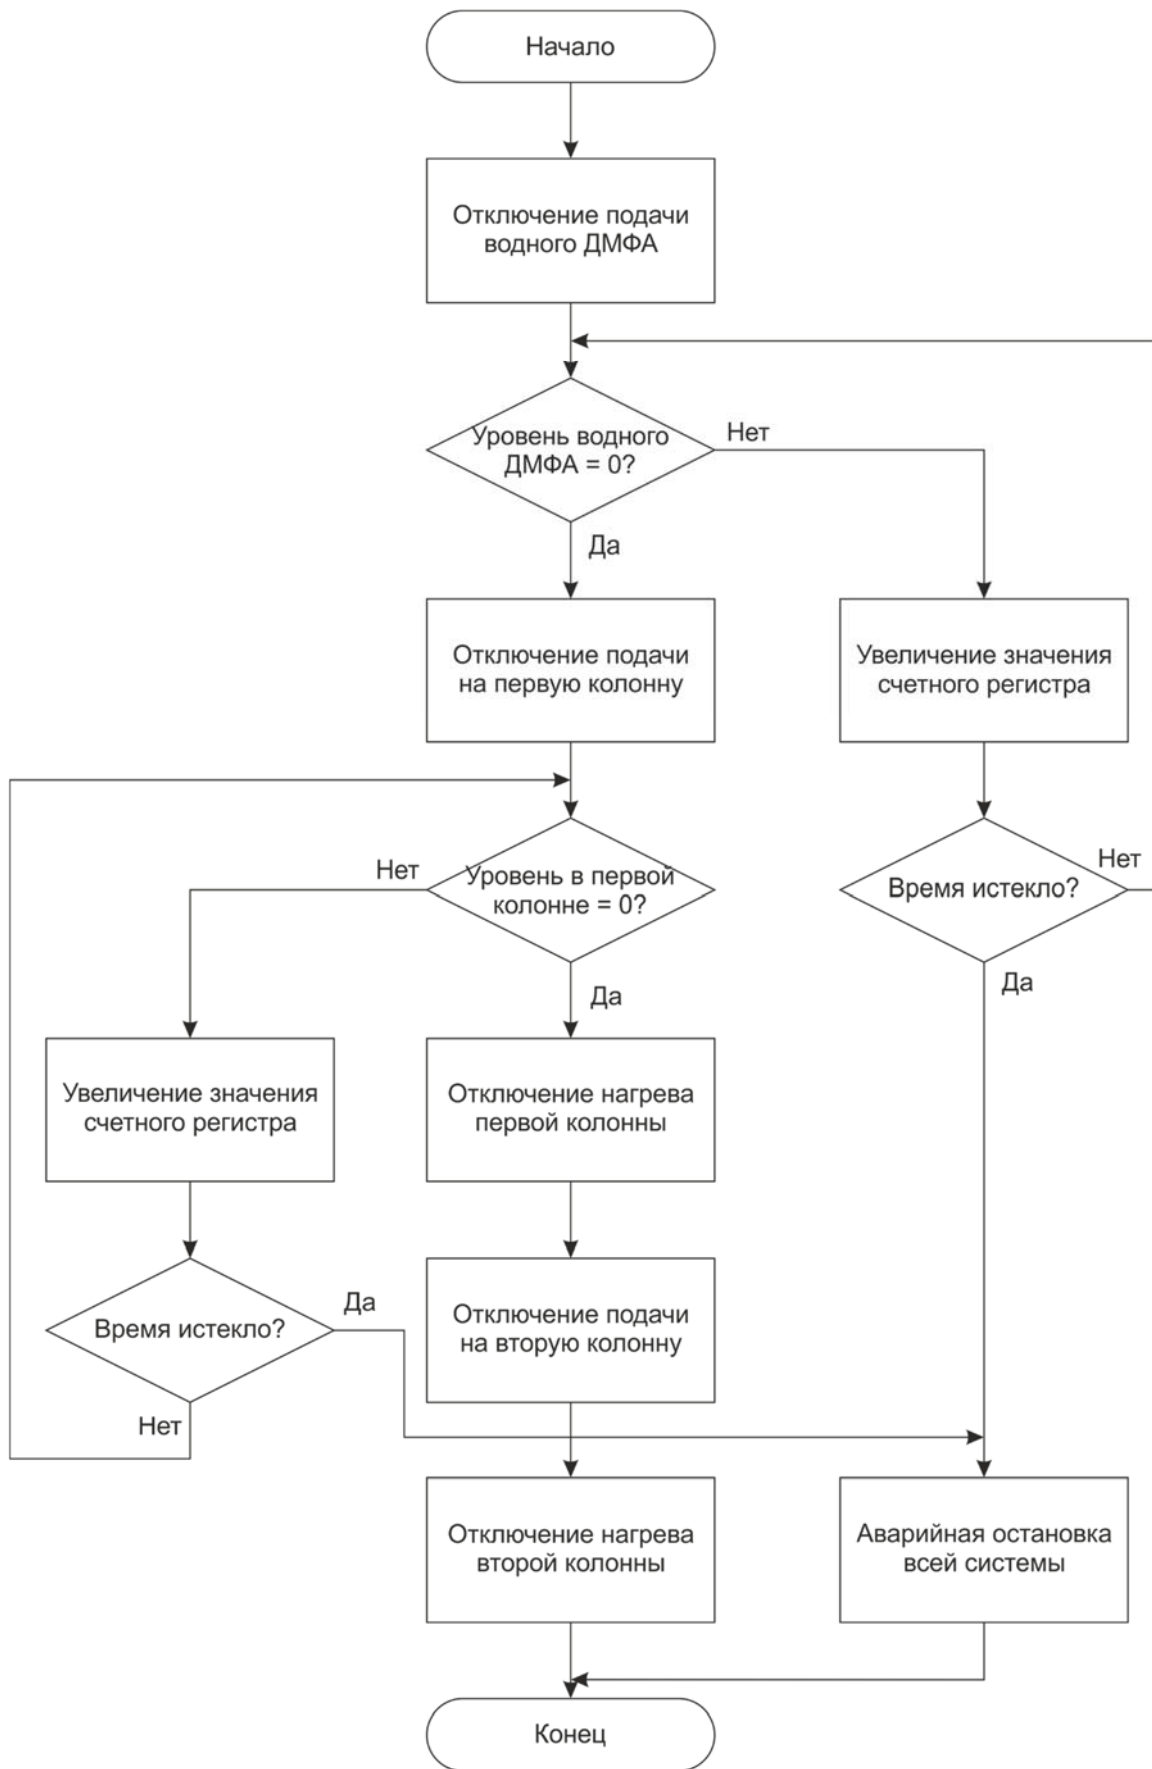 Начало
Отключение подачи
водного ДМФА
Уровень водного
ДМФА = 0?
Нет
Да
Отключение подачи
на первую колонну
Увеличение значения
счетного регистра
Нет
Уровень в первой
колонне = 0?
Время истекло?
Нет
Да
Да
Увеличение значения
счетного регистра
Отключение нагрева
первой колонны
Время истекло?
Да
Нет
Отключение подачи
на вторую колонну
Отключение нагрева
второй колонны
Аварийная остановка
всей системы
Конец